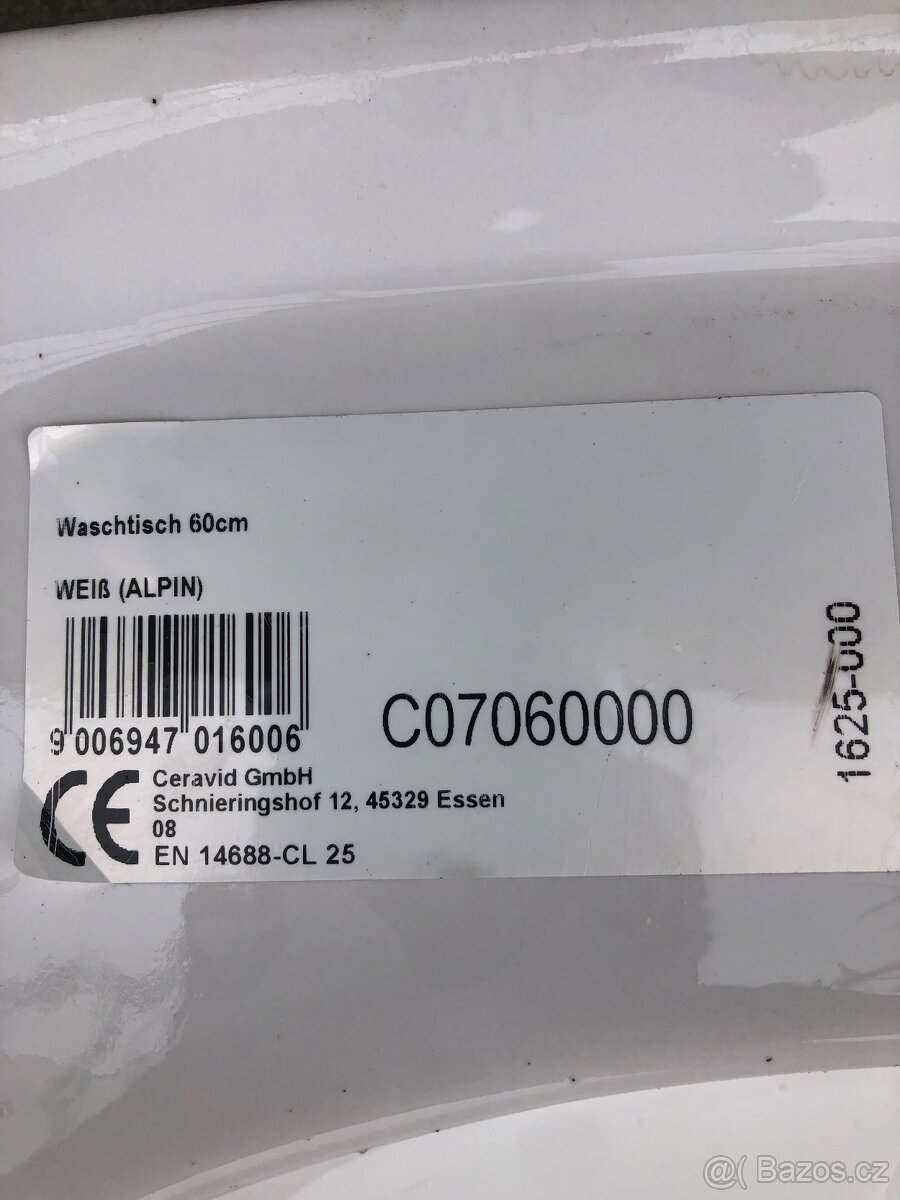 Waschtisch 60cm
WEIß (ALPIN)
9 006947 016006
C07060000
1625-000
CE
Ceravid GmbH
Schnieringshof 12, 45329 Essen
08
EN 14688-CL 25
@( Bazos.cz